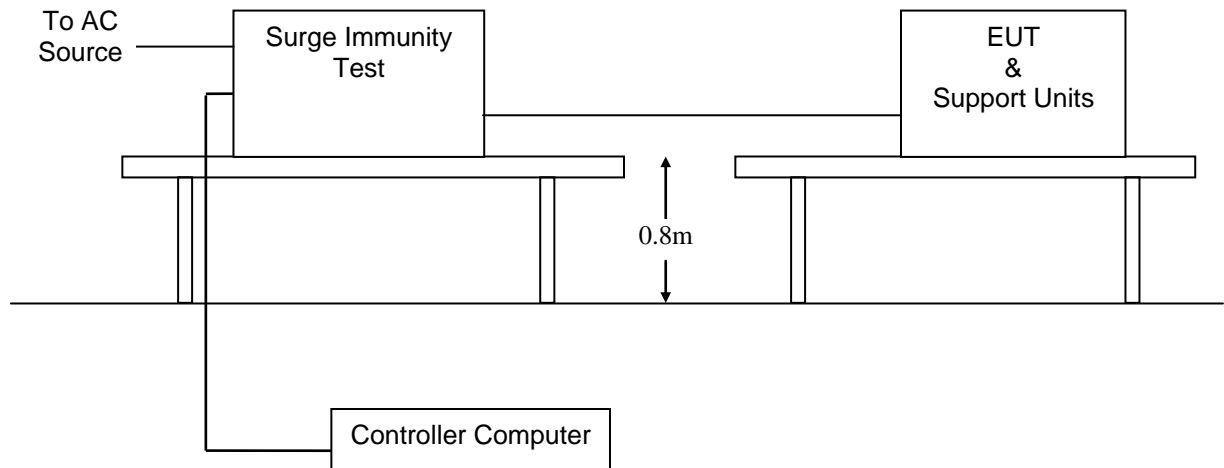 To AC
Source
Surge Immunity
Test
EUT
&
Support Units
0.8m
Controller Computer